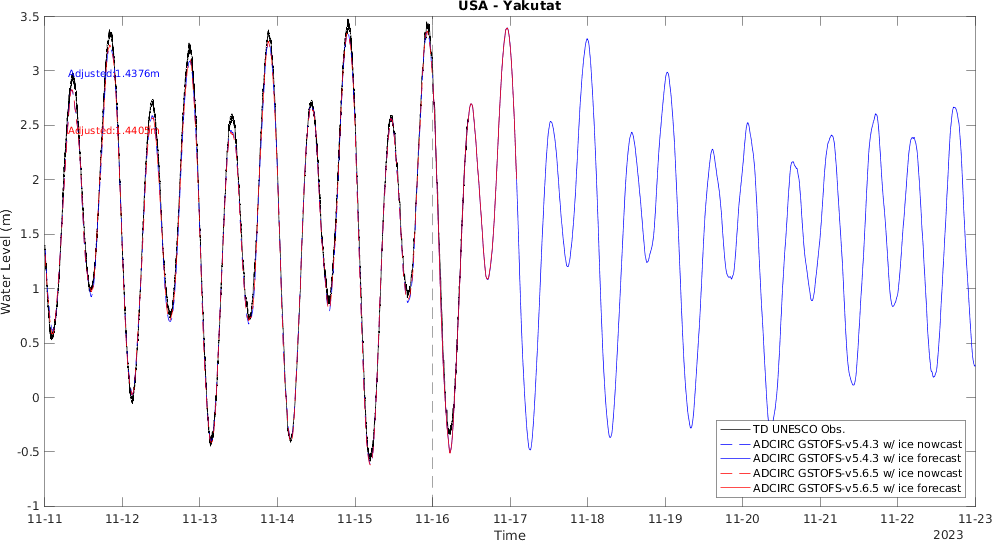 USA - Yakutat
3.5
3
2.5
2
1.5
1
0.5
0
-0.5
-1
Water Level (m)
Adjusted:1.4376m
Adjusted:1.4405m
TD UNESCO Obs.
ADCIRC GSTOFS-v5.4.3 w/ ice nowcast
ADCIRC GSTOFS-v5.4.3 w/ ice forecast
ADCIRC GSTOFS-v5.6.5 w/ ice nowcast
ADCIRC GSTOFS-v5.6.5 w/ ice forecast
11-11 11-12 11-13 11-14 11-15 11-16 11-17 11-18 11-19 11-20 11-21 11-22 11-23
Time
2023